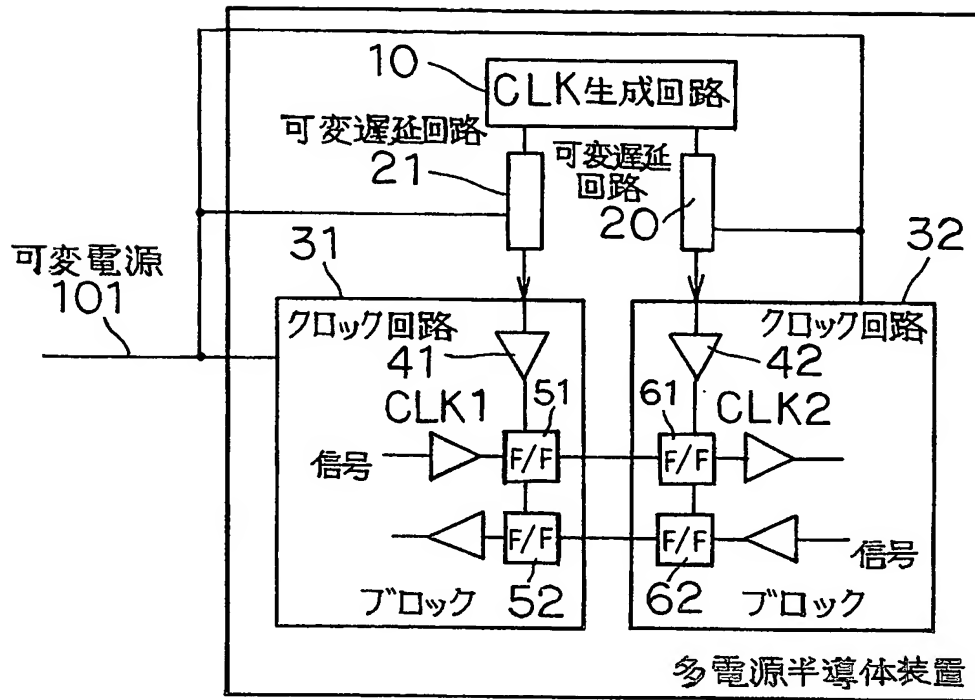 10
CLK生成回路
可変遅延回路
21
可変遅延
回路
20
可変電源
101
31
32
クロック回路
41
クロック回路
42
CLK1
51
61
CLK2
信号
F/F
F/F
F/F
F/F
信号
ブロック
52
62
ブロック
多電源半導体装置